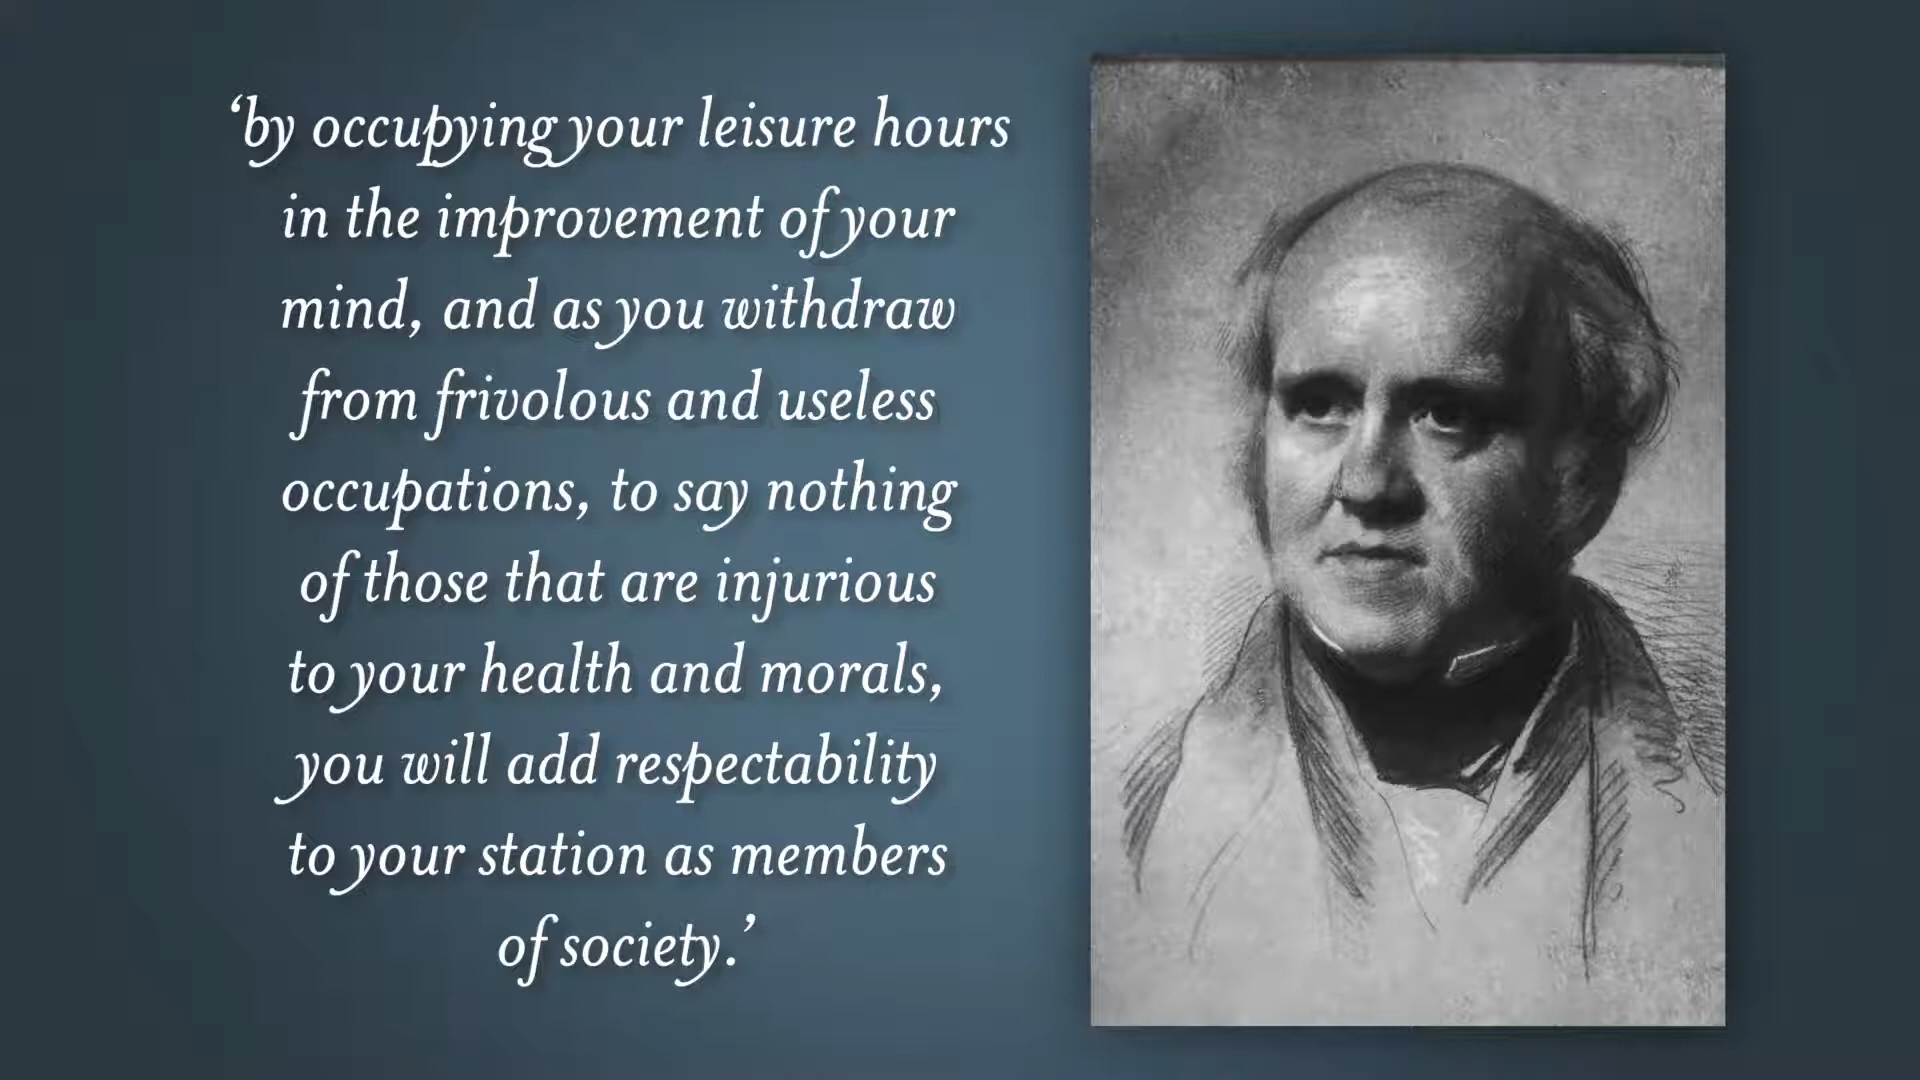 ‘by occupying your leisure hours
in the improvement of your
mind, and as you withdraw
from frivolous and useless
occupations, to say nothing
of those that are injurious
to your health and morals,
you will add respectability
to your station as members
of society.’